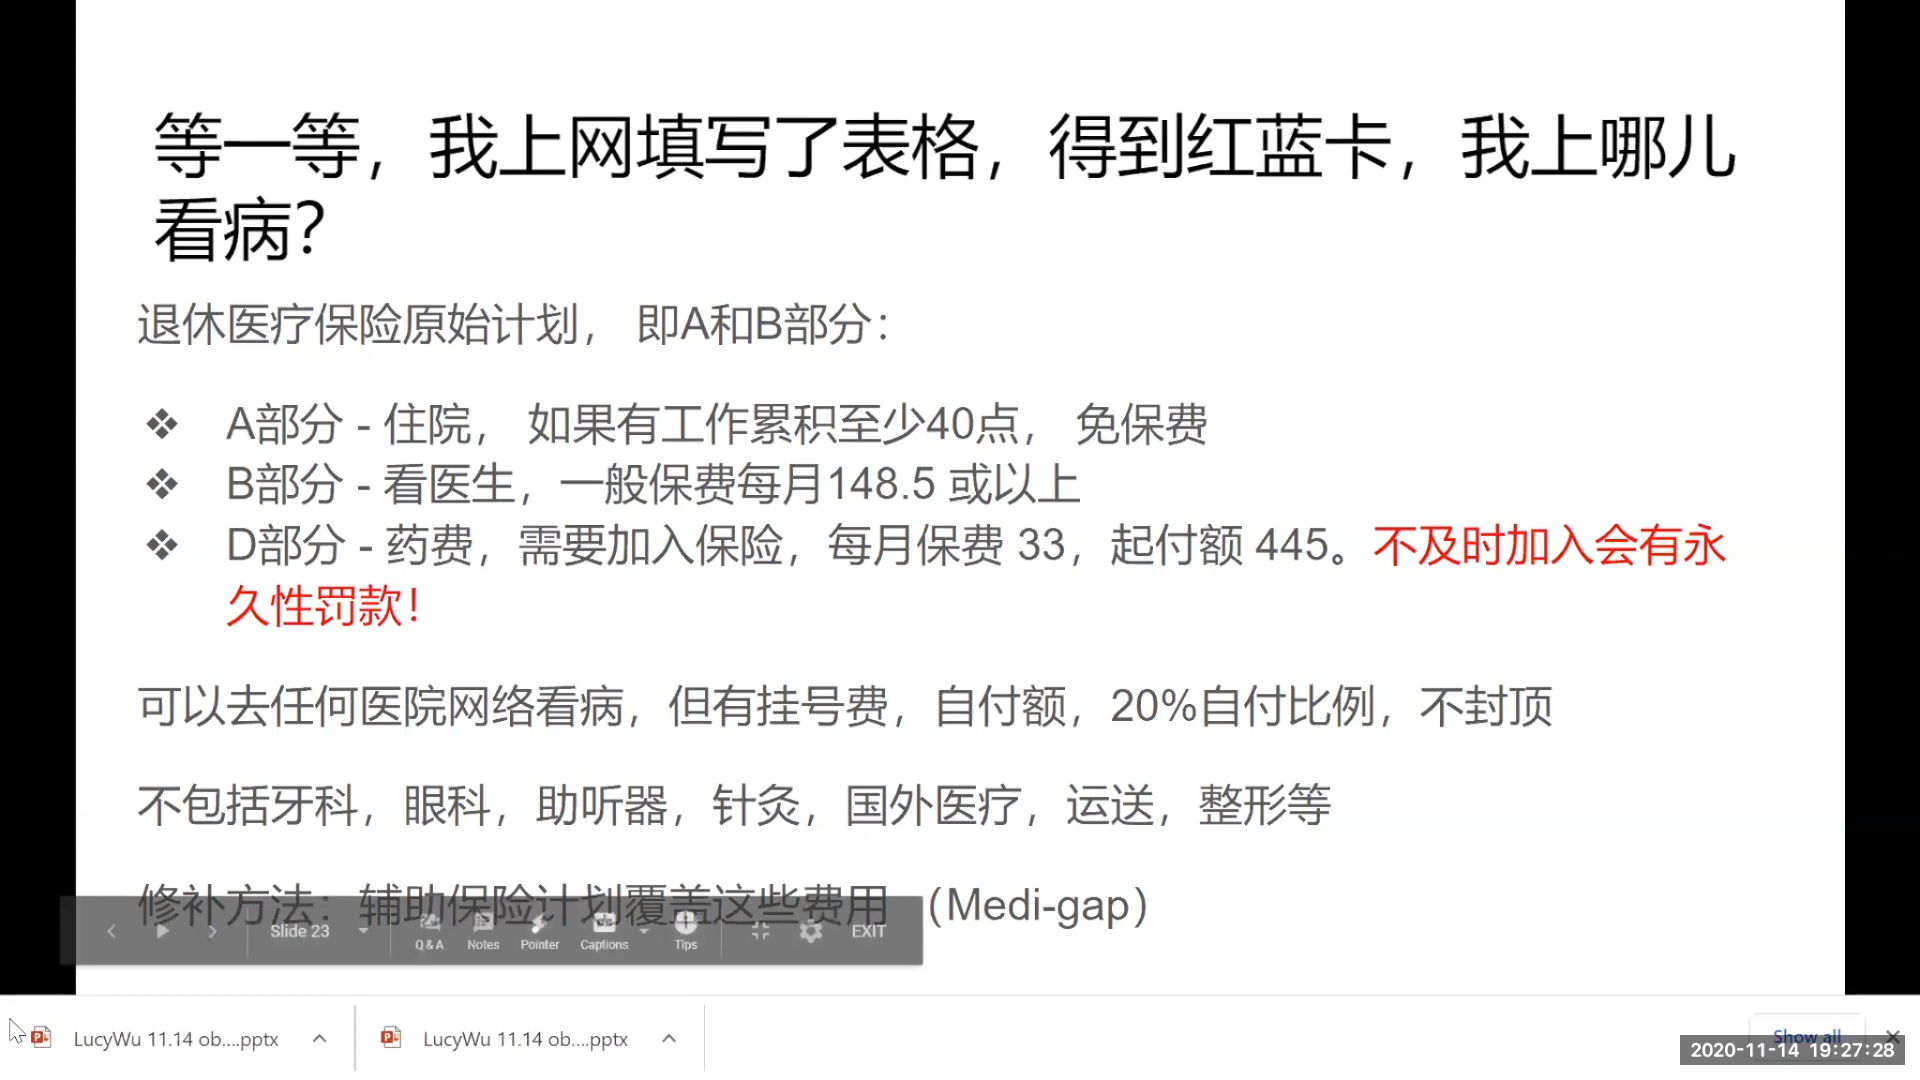 等一等，我上网填写了表格，得到红蓝卡，我上哪儿
看病？
退休医疗保险原始计划， 即A和B部分：
❖ A部分 - 住院， 如果有工作累积至少40点， 免保费
❖ B部分 - 看医生，一般保费每月148.5 或以上
❖ D部分 - 药费，需要加入保险，每月保费 33，起付额 445。不及时加入会有永
久性罚款！
可以去任何医院网络看病，但有挂号费，自付额，20%自付比例，不封顶
不包括牙科，眼科，助听器，针灸，国外医疗，运送，整形等
修补方法：辅助保险计划覆盖这些费用 （Medi-gap）
Slide 23 Q & A Notes Pointer Captions Tips EXIT
LucyWu 11.14 ob....pptx LucyWu 11.14 ob....pptx Show all
2020-11-14 19:27:28